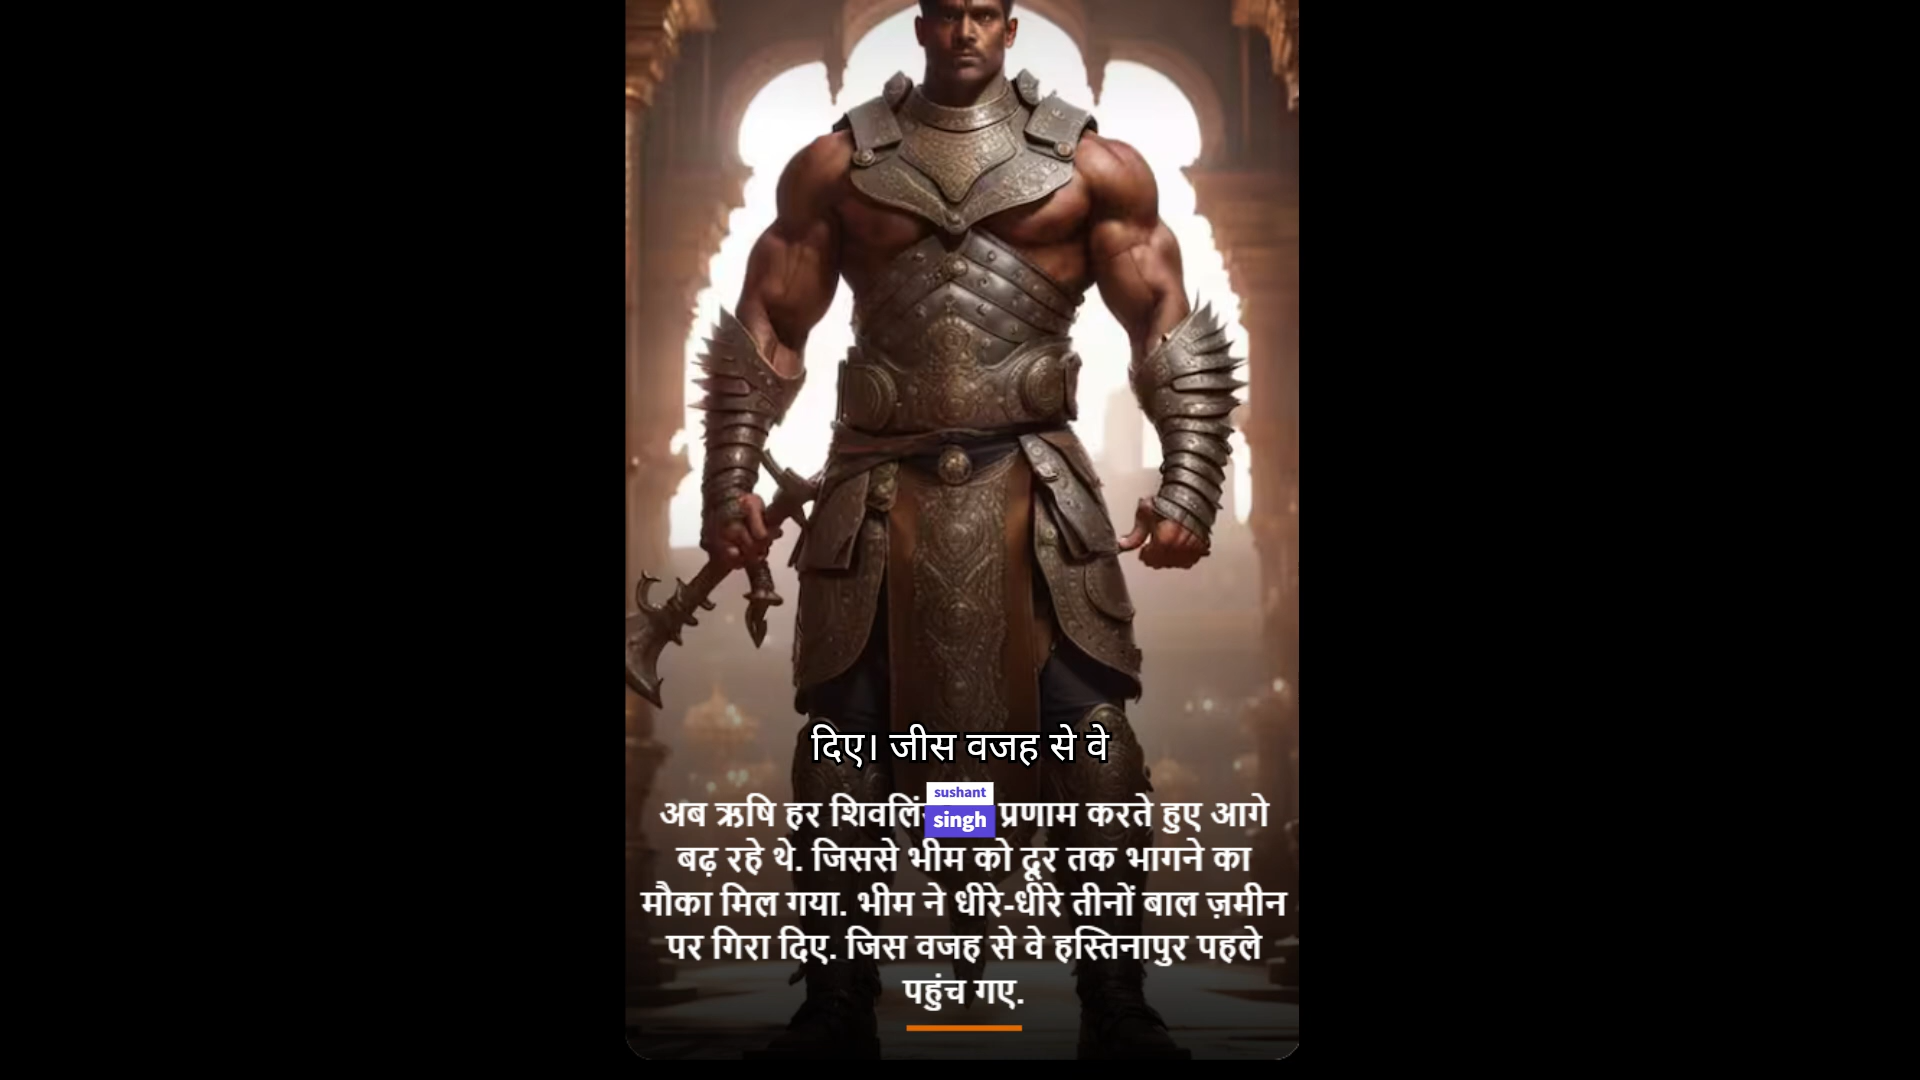 दिए। जीस वजह से वे
sushant
singh
अब ऋषि हर प्रणाम करते हुए आगे
बढ़ रहे थे. जिससे भीम को दूर तक भागने का
मौका मिल गया. भीम ने धीरे-धीरे तीनों बाल ज़मीन
पर गिरा दिए. जिस वजह से वे हस्तिनापुर पहले
पहुंच गए.